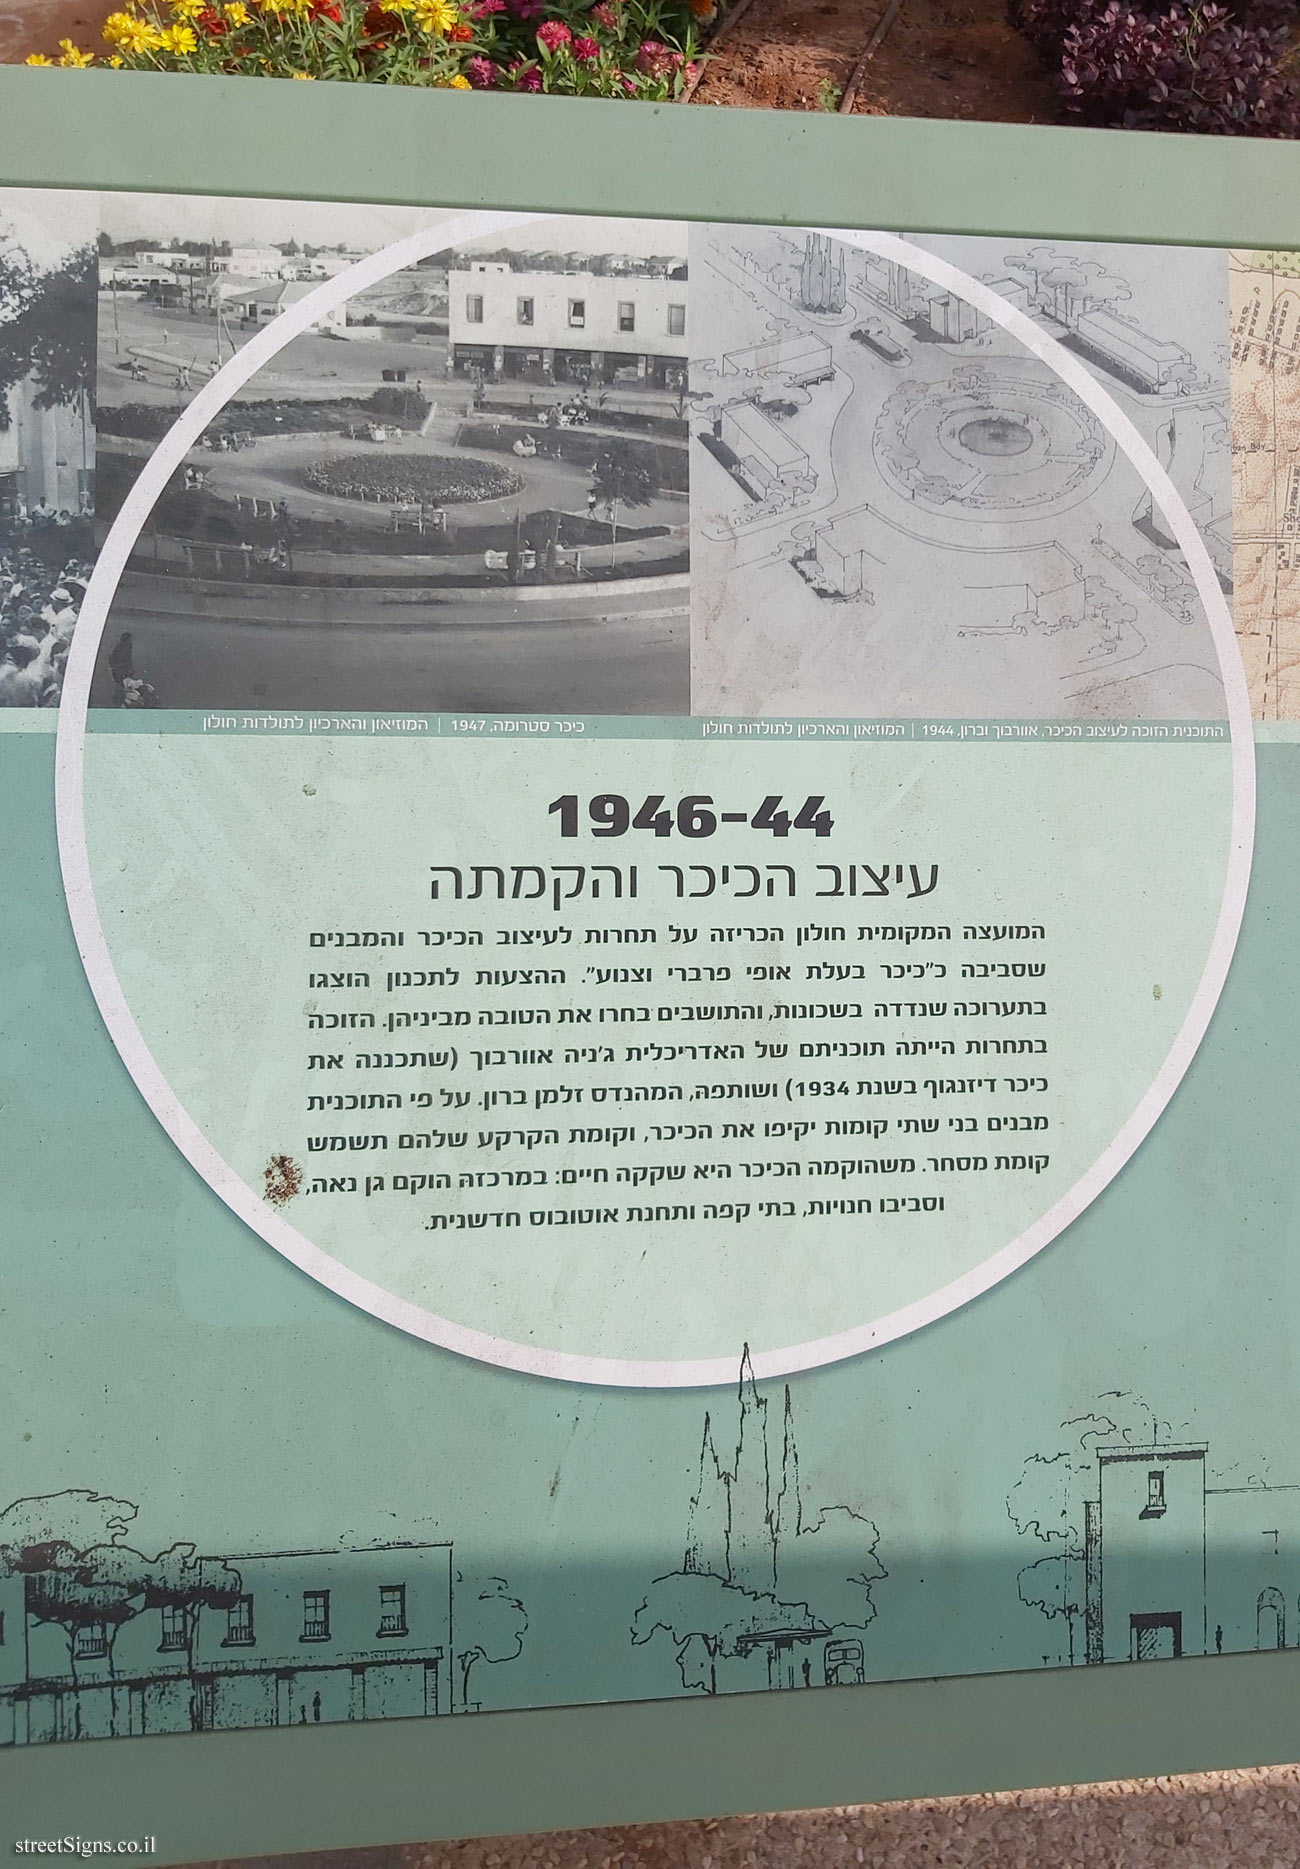 התוכנית הזוכה לעיצוב הכיכר, אוורבוך וברון, 1944 | המוזיאון והארכיון לתולדות חולון
כיכר סטרומה, 1947 | המוזיאון והארכיון לתולדות חולון
1946-44
עיצוב הכיכר והקמתה
המועצה המקומית חולון הכריזה על תחרות לעיצוב הכיכר והמבנים
שסביבה כ"כיכר בעלת אופי פרברי וצנוע". ההצעות לתכנון הוצגו
בתערוכה שנדדה בשכונות, והתושבים בחרו את הטובה מביניהן. הזוכה
בתחרות הייתה תוכניתם של האדריכלית ג'ניה אוורבוך (שתכננה את
כיכר דיזנגוף בשנת 1934) ושותפהּ, המהנדס זלמן ברון. על פי התוכנית
מבנים בני שתי קומות יקיפו את הכיכר, וקומת הקרקע שלהם תשמש
קומת מסחר. משהוקמה הכיכר היא שקקה חיים: במרכזהּ הוקם גן נאה,
וסביבו חנויות, בתי קפה ותחנת אוטובוס חדשנית.
streetSigns.co.il